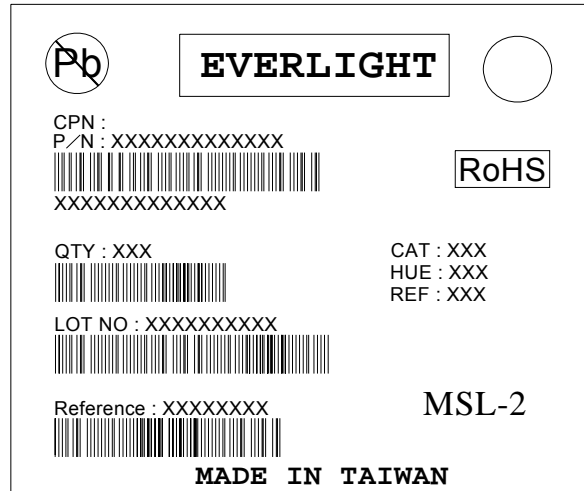 Pb
EVERLIGHT
CPN :
P／N : XXXXXXXXXXXXX
RoHS
XXXXXXXXXXXXX
QTY : XXX
CAT : XXX
HUE : XXX
REF : XXX
LOT NO : XXXXXXXXXX
Reference : XXXXXXXX
MSL-2
MADE IN TAIWAN